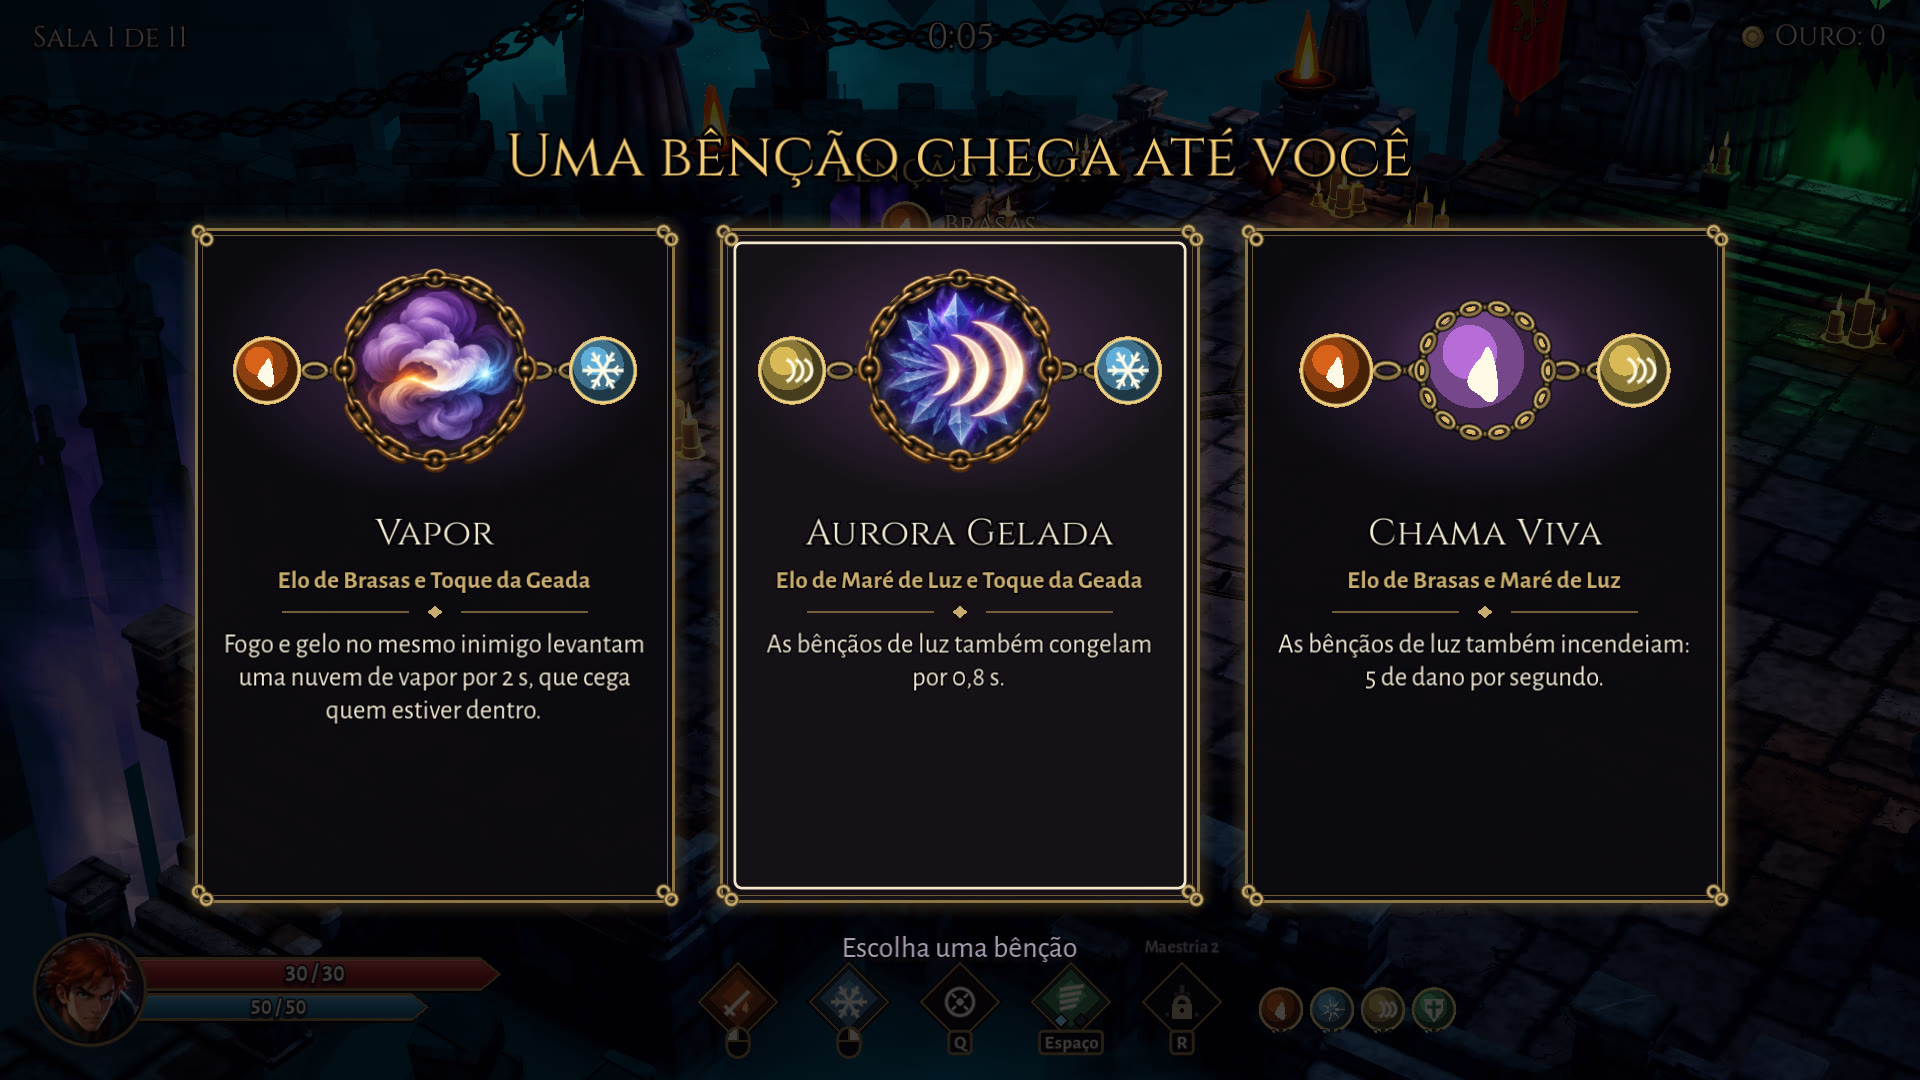 Sala 1 de 11
0:05
Ouro: 0
Uma bênção chega até você
Brasas
Vapor
Elo de Brasas e Toque da Geada
Fogo e gelo no mesmo inimigo levantam
uma nuvem de vapor por 2 s, que cega
quem estiver dentro.
Aurora Gelada
Elo de Maré de Luz e Toque da Geada
As bênçãos de luz também congelam
por 0,8 s.
Chama Viva
Elo de Brasas e Maré de Luz
As bênçãos de luz também incendeiam:
5 de dano por segundo.
Escolha uma bênção
Maestria 2
30/30
50/50
Q
Espaço
R